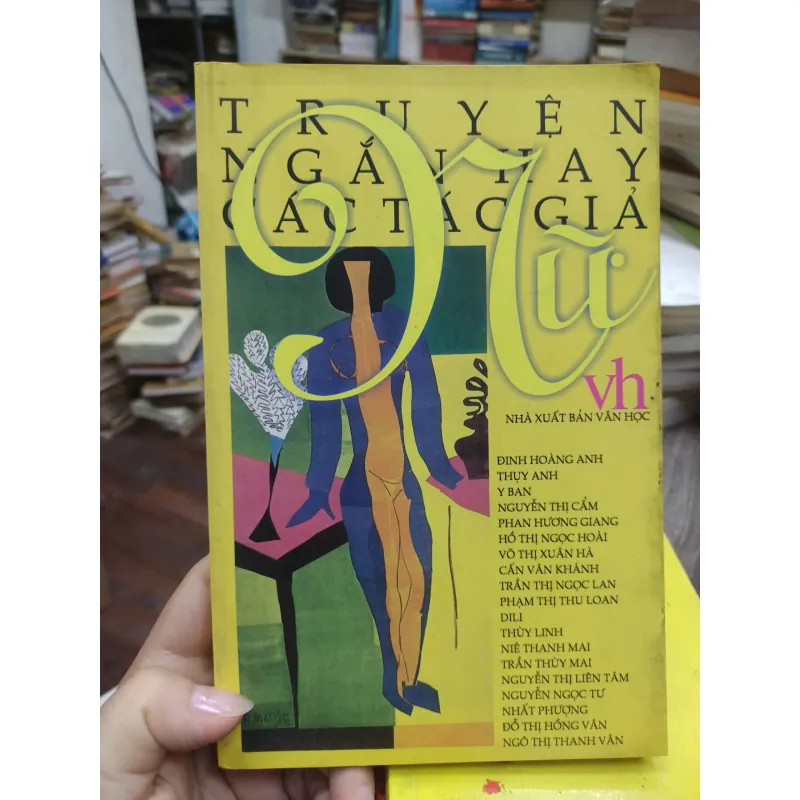 TRUYỆN
NGẮN HAY
CÁC TÁC GIẢ
Nữ
vh
NHÀ XUẤT BẢN VĂN HỌC
ĐINH HOÀNG ANH
THỤY ANH
Y BAN
NGUYỄN THỊ CẨM
PHAN HƯƠNG GIANG
HỒ THỊ NGỌC HOÀI
VÕ THỊ XUÂN HÀ
CẤN VÂN KHÁNH
TRẦN THỊ NGỌC LAN
PHẠM THỊ THU LOAN
DILI
THÙY LINH
NIÊ THANH MAI
TRẦN THÙY MAI
NGUYỄN THỊ LIÊN TÂM
NGUYỄN NGỌC TƯ
NHẤT PHƯỢNG
ĐỖ THỊ HỒNG VÂN
NGÔ THỊ THANH VÂN